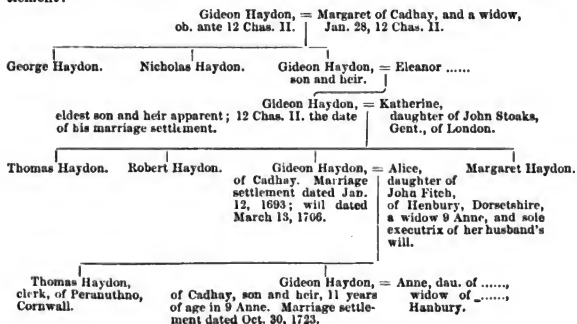 tlement:
Gideon Haydon, = Margaret of Cadhay, and a widow,
ob. ante 12 Chas. II. Jan. 28, 12 Chas. II.
George Haydon. Nicholas Haydon. Gideon Haydon, = Eleanor ......
son and heir.
Gideon Haydon, = Katherine,
eldest son and heir apparent; 12 Chas. II. the date daughter of John Stoaks,
of his marriage settlement. Gent., of London.
Thomas Haydon. Robert Haydon. Gideon Haydon, = Alice, Margaret Haydon.
of Cadhay. Marriage daughter of
settlement dated Jan. John Fitch,
12, 1693; will dated of Henbury, Dorsetshire,
March 13, 1706. a widow 9 Anne, and sole
executrix of her husband's
will.
Thomas Haydon, Gideon Haydon, = Anne, dau. of ......,
clerk, of Peranuthno, of Cadhay, son and heir, 11 years widow of ......,
Cornwall. of age in 9 Anne. Marriage settle- Hanbury.
ment dated Oct. 30, 1723.